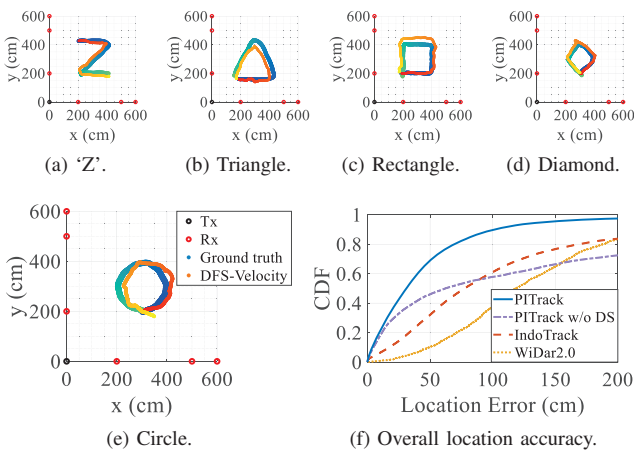 600
400
200
0
y (cm)
0 200 400 600
x (cm)
(a) ‘Z’.
600
400
200
0
y (cm)
0 200 400 600
x (cm)
(b) Triangle.
600
400
200
0
y (cm)
0 200 400 600
x (cm)
(c) Rectangle.
600
400
200
0
y (cm)
0 200 400 600
x (cm)
(d) Diamond.
600
400
200
0
y (cm)
0 200 400 600
x (cm)
Tx
Rx
Ground truth
DFS-Velocity
(e) Circle.
1
0.8
0.6
0.4
0.2
0
CDF
PITrack
PITrack w/o DS
IndoTrack
WiDar2.0
0 50 100 150 200
Location Error (cm)
(f) Overall location accuracy.